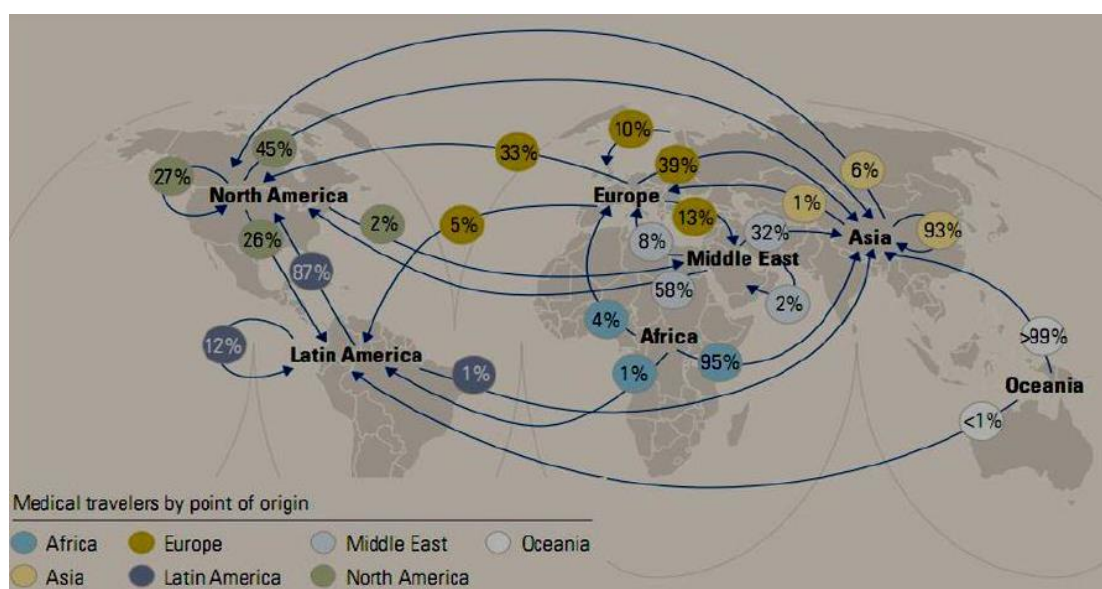 10%
45%
33%
39%
6%
27%
North America
Europe
1%
5%
2%
13%
32%
93%
26%
8%
Asia
Middle East
87%
58%
2%
4%
Africa
>99%
12%
Latin America
1%
1%
95%
Oceania
<1%
Medical travelers by point of origin
Africa
Europe
Middle East
Oceania
Asia
Latin America
North America